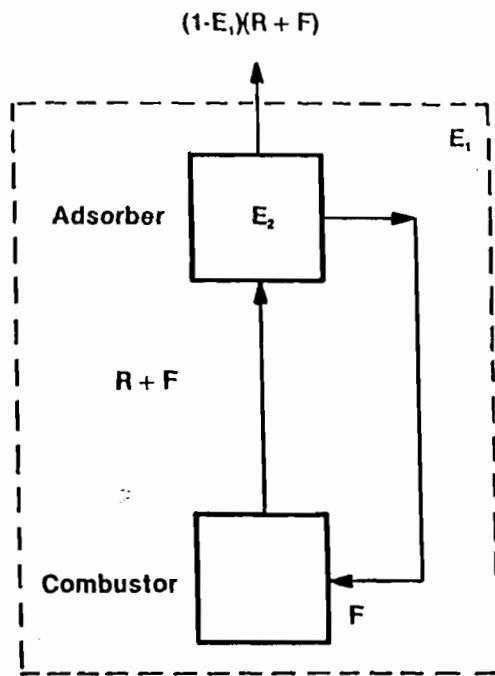 (1-E₁)(R + F)
E₁
Adsorber
E₂
R + F
Combustor
F